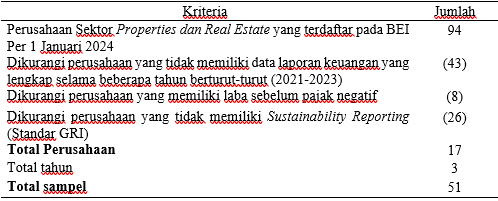 Kriteria Jumlah
Perusahaan Sektor Properties dan Real Estate yang terdaftar pada BEI 94
Per 1 Januari 2024
Dikurangi perusahaan yang tidak memiliki data laporan keuangan yang (43)
lengkap selama beberapa tahun berturut-turut (2021-2023)
Dikurangi perusahaan yang memiliki laba sebelum pajak negatif (8)
Dikurangi perusahaan yang tidak memiliki Sustainability Reporting (26)
(Standar GRI)
Total Perusahaan 17
Total tahun 3
Total sampel 51